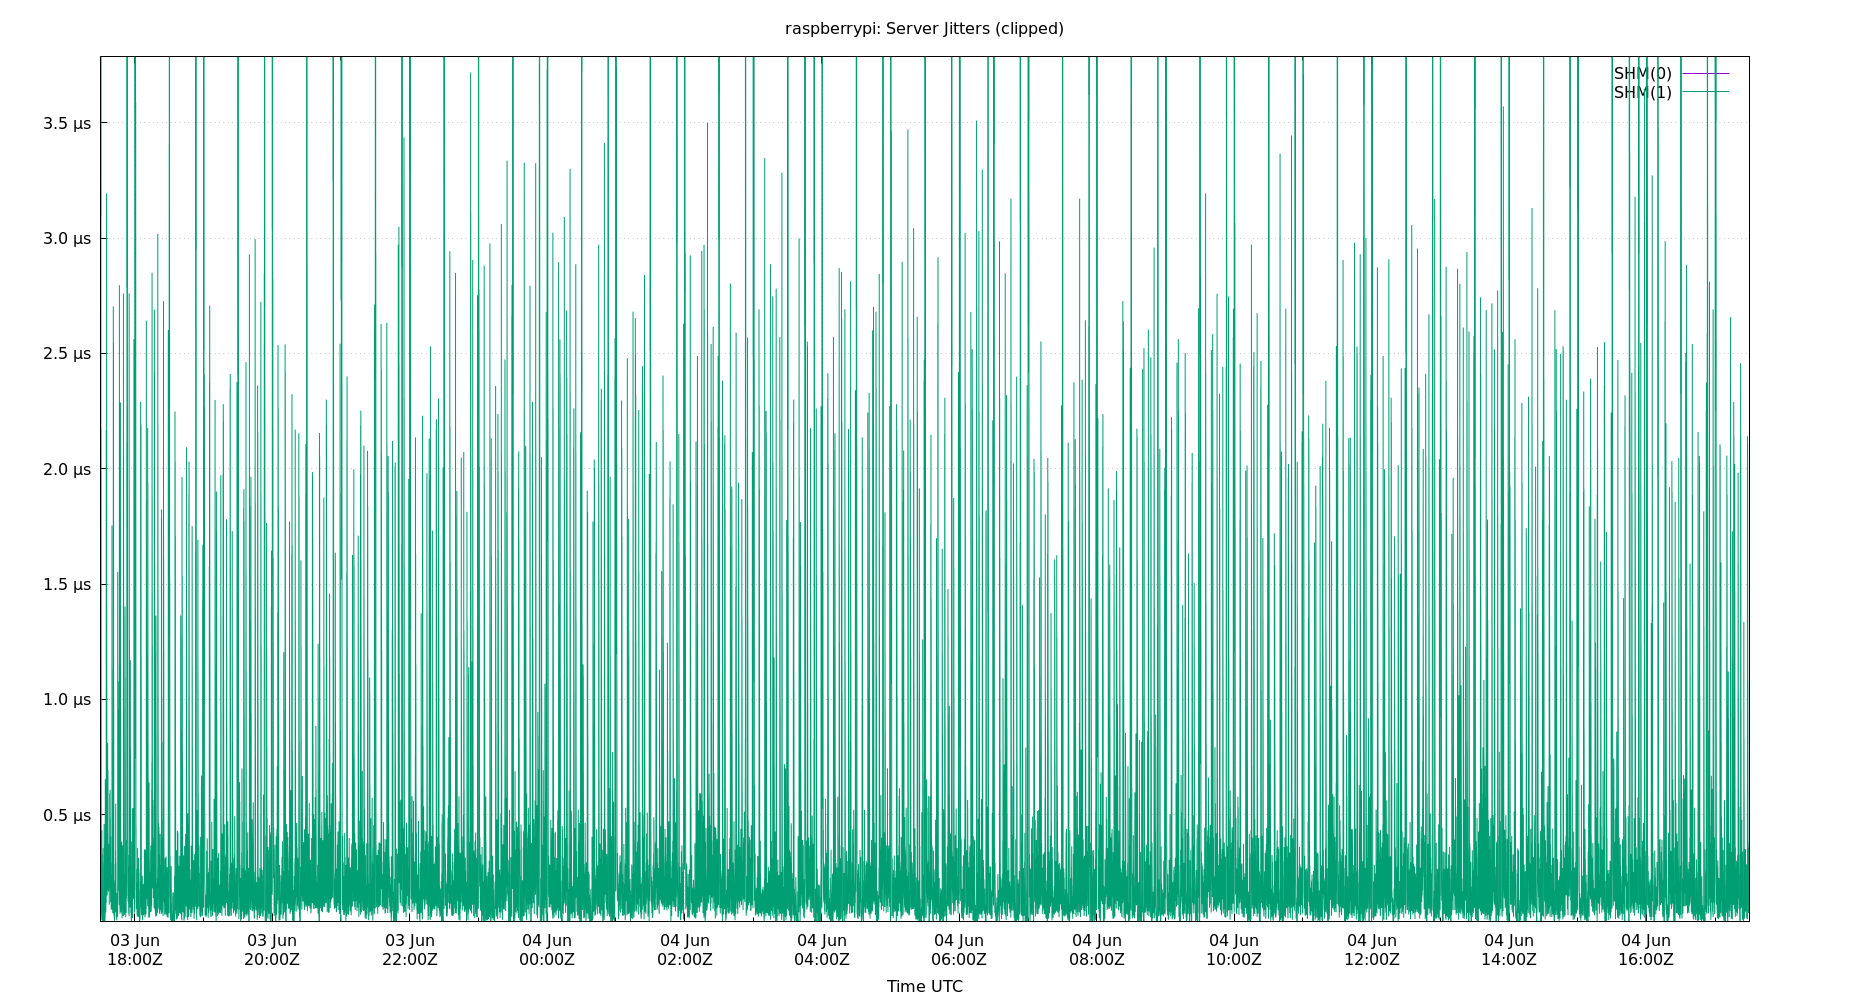 raspberrypi: Server Jitters (clipped)
SHM(0)
SHM(1)
3.5 µs
3.0 µs
2.5 µs
2.0 µs
1.5 µs
1.0 µs
0.5 µs
03 Jun 03 Jun 03 Jun 04 Jun 04 Jun 04 Jun 04 Jun 04 Jun 04 Jun 04 Jun 04 Jun 04 Jun
18:00Z 20:00Z 22:00Z 00:00Z 02:00Z 04:00Z 06:00Z 08:00Z 10:00Z 12:00Z 14:00Z 16:00Z
Time UTC